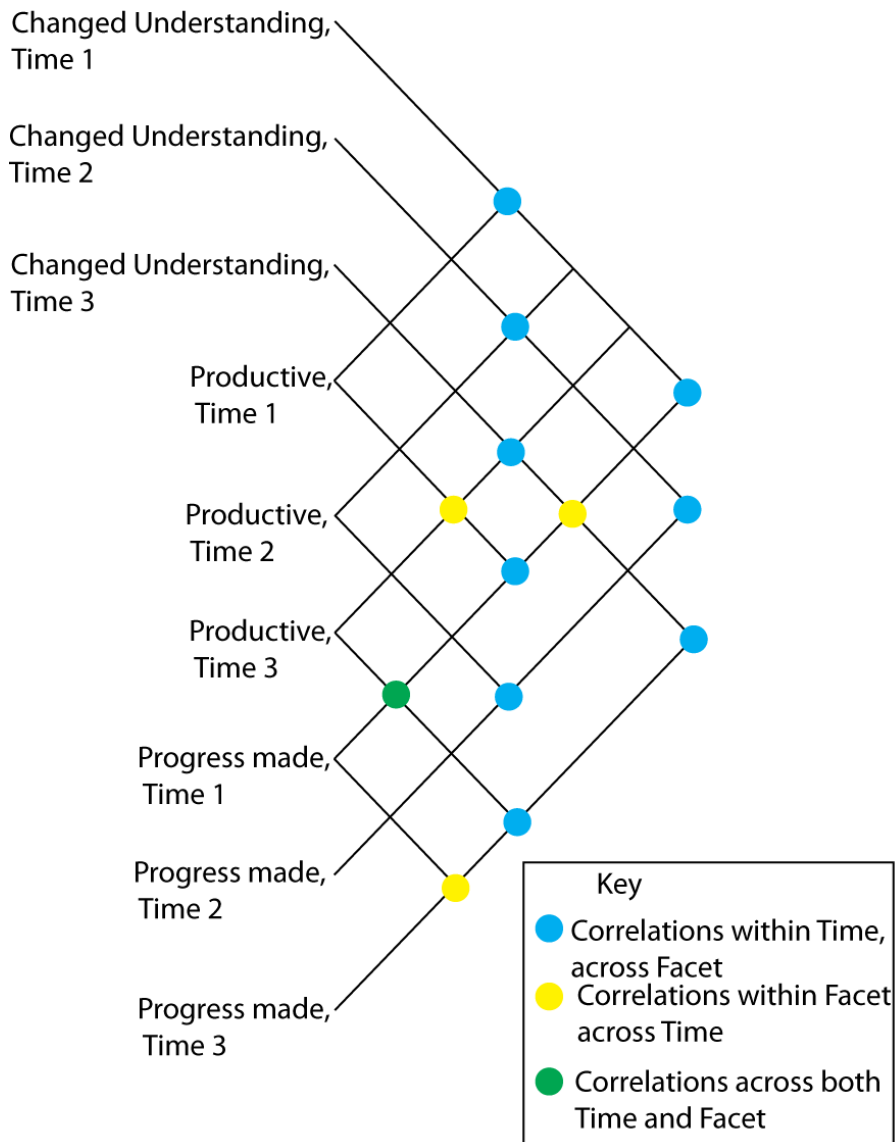 Changed Understanding,
Time 1
Changed Understanding,
Time 2
Changed Understanding,
Time 3
Productive,
Time 1
Productive,
Time 2
Productive,
Time 3
Progress made,
Time 1
Progress made,
Time 2
Progress made,
Time 3
Key
Correlations within Time,
across Facet
Correlations within Facet
across Time
Correlations across both
Time and Facet